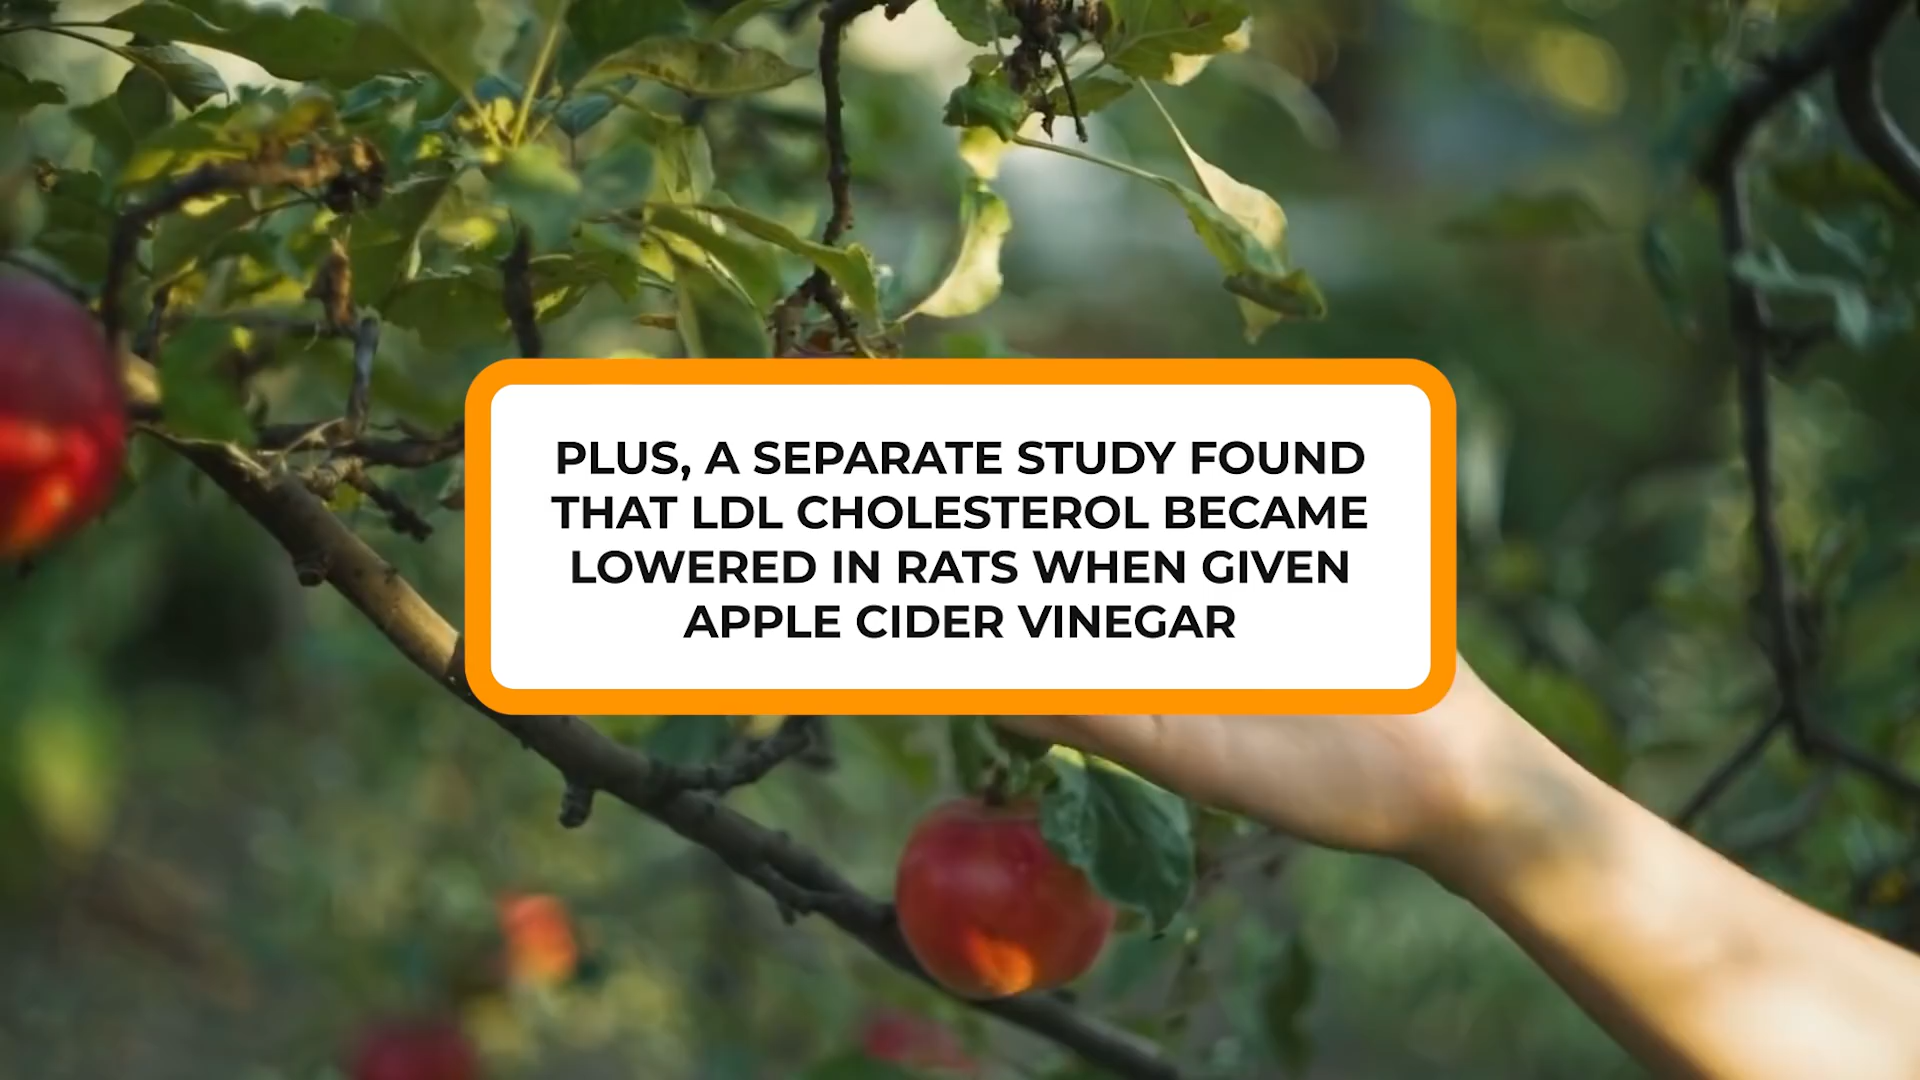 PLUS, A SEPARATE STUDY FOUND
THAT LDL CHOLESTEROL BECAME
LOWERED IN RATS WHEN GIVEN
APPLE CIDER VINEGAR